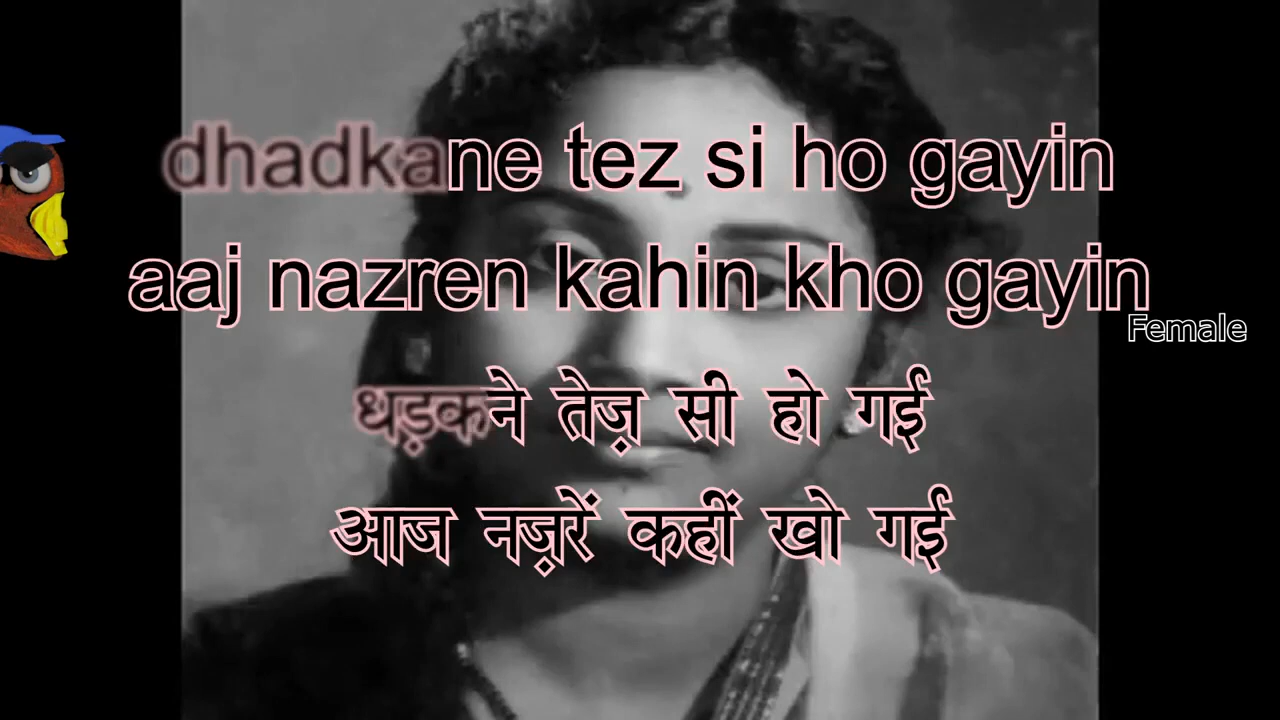 dhadkane tez si ho gayin
aaj nazren kahin kho gayin
Female
धड़कने तेज़ सी हो गई
आज नज़रें कहीं खो गई